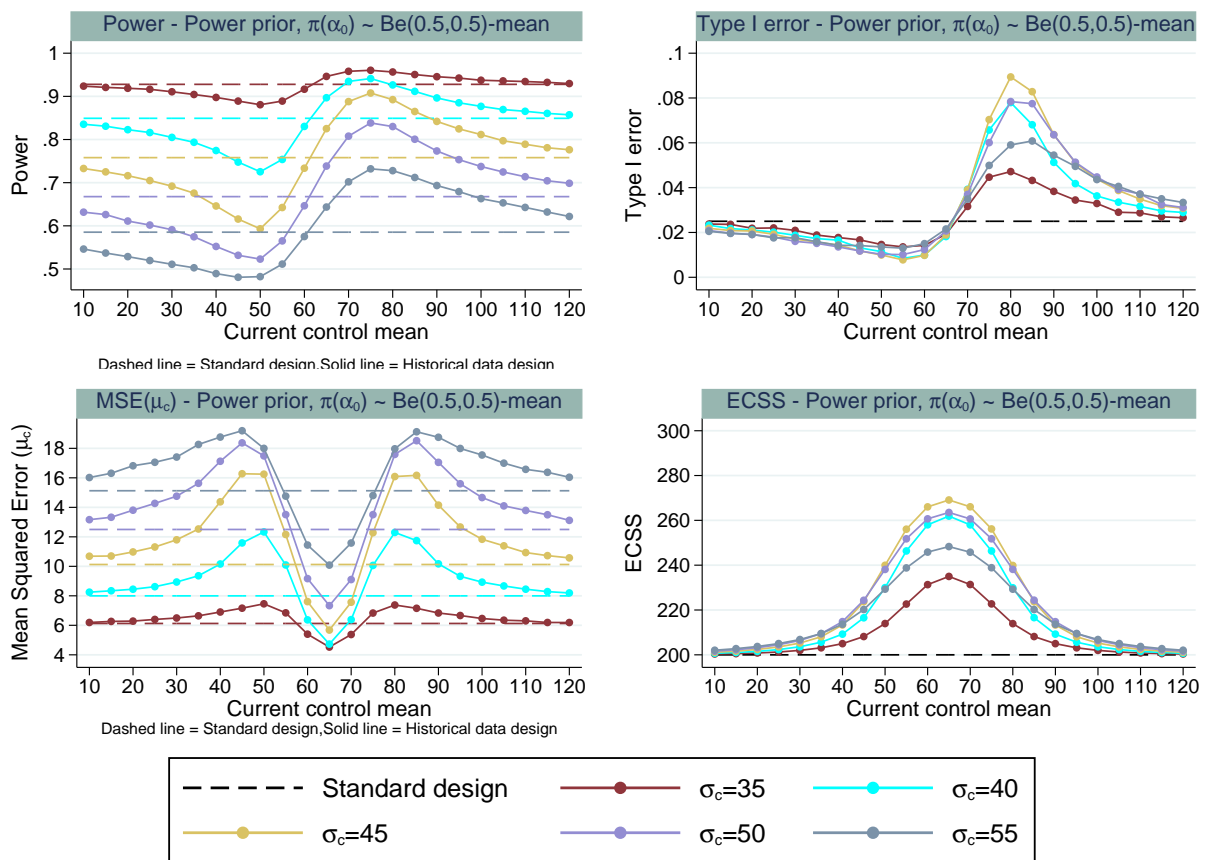 Power - Power prior, π(α₀) ~ Be(0.5,0.5)-mean
Power
1
.9
.8
.7
.6
.5
10 20 30 40 50 60 70 80 90 100 110 120
Current control mean
Dashed line = Standard design,Solid line = Historical data design
Type I error - Power prior, π(α₀) ~ Be(0.5,0.5)-mean
Type I error
.1
.08
.06
.04
.02
0
10 20 30 40 50 60 70 80 90 100 110 120
Current control mean
MSE(μ꜀) - Power prior, π(α₀) ~ Be(0.5,0.5)-mean
Mean Squared Error (μ꜀)
18
16
14
12
10
8
6
4
10 20 30 40 50 60 70 80 90 100 110 120
Current control mean
Dashed line = Standard design,Solid line = Historical data design
ECSS - Power prior, π(α₀) ~ Be(0.5,0.5)-mean
ECSS
300
280
260
240
220
200
10 20 30 40 50 60 70 80 90 100 110 120
Current control mean
Standard design σ꜀=35 σ꜀=40
σ꜀=45 σ꜀=50 σ꜀=55